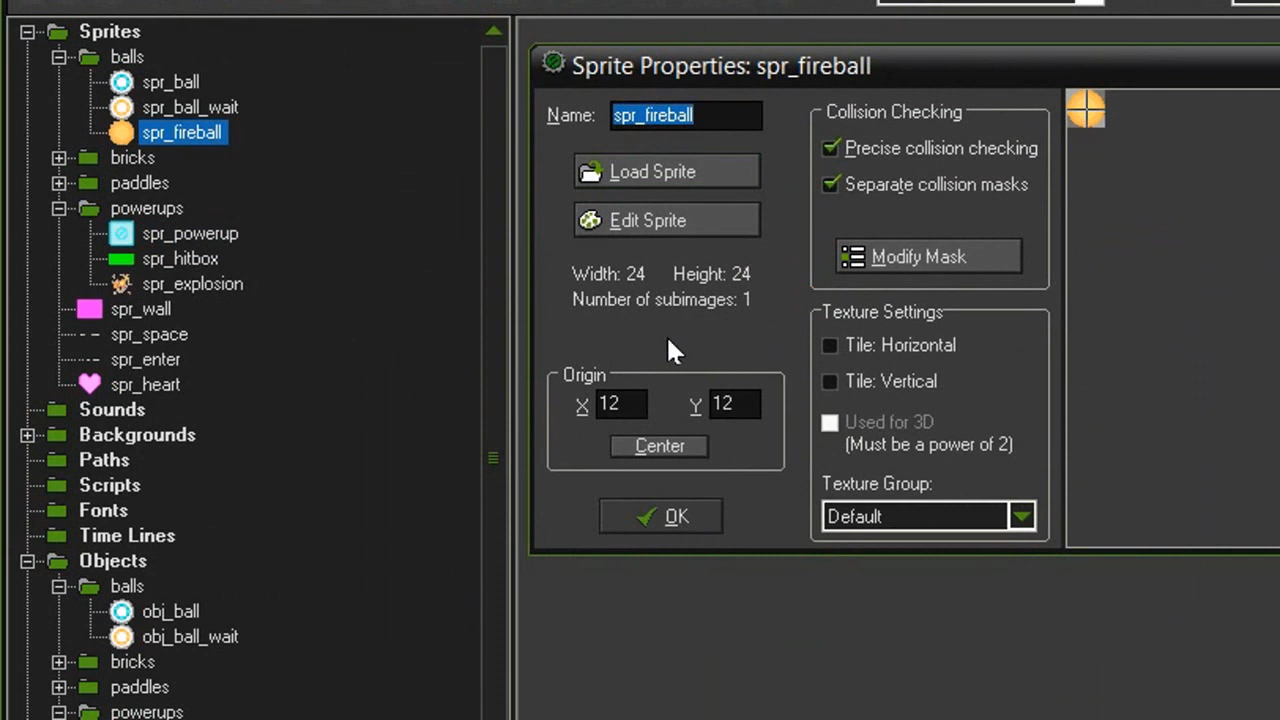 Sprites
balls
spr_ball
spr_ball_wait
spr_fireball
bricks
paddles
powerups
spr_powerup
spr_hitbox
spr_explosion
spr_wall
spr_space
spr_enter
spr_heart
Sounds
Backgrounds
Paths
Scripts
Fonts
Time Lines
Objects
balls
obj_ball
obj_ball_wait
bricks
paddles
powerups
Sprite Properties: spr_fireball
Name: spr_fireball
Load Sprite
Edit Sprite
Width: 24 Height: 24
Number of subimages: 1
Origin
X 12 Y 12
Center
OK
Collision Checking
Precise collision checking
Separate collision masks
Modify Mask
Texture Settings
Tile: Horizontal
Tile: Vertical
Used for 3D
(Must be a power of 2)
Texture Group:
Default